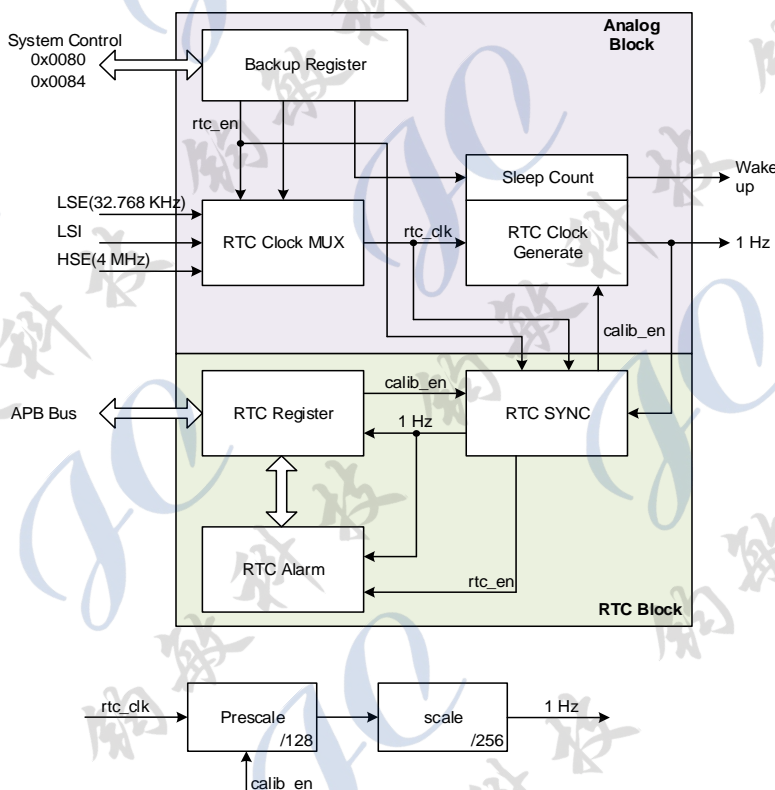 Analog
Block
System Control
0x0080
0x0084
Backup Register
rtc_en
Sleep Count
Wake
up
LSE(32.768 KHz)
LSI
HSE(4 MHz)
RTC Clock MUX
rtc_clk
RTC Clock
Generate
1 Hz
calib_en
APB Bus
RTC Register
calib_en
1 Hz
RTC SYNC
RTC Alarm
rtc_en
RTC Block
rtc_clk
Prescale
/128
scale
/256
1 Hz
calib_en